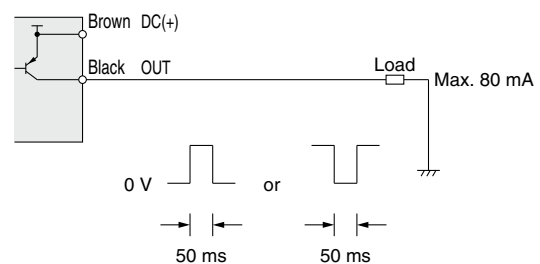 Brown DC(+)
Black OUT
Load
Max. 80 mA
0 V
or
50 ms
50 ms